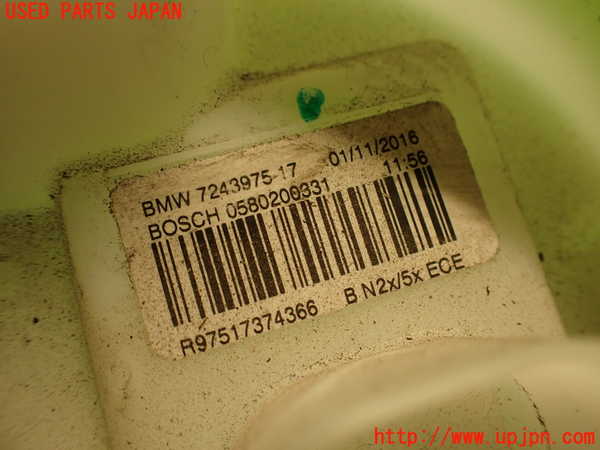 USED PARTS JAPAN
BMW 7243975-17 01/11/2016
BOSCH 0580200331 11:56
R97517374366 B N2x/5x ECE
http://www.upjpn.com/